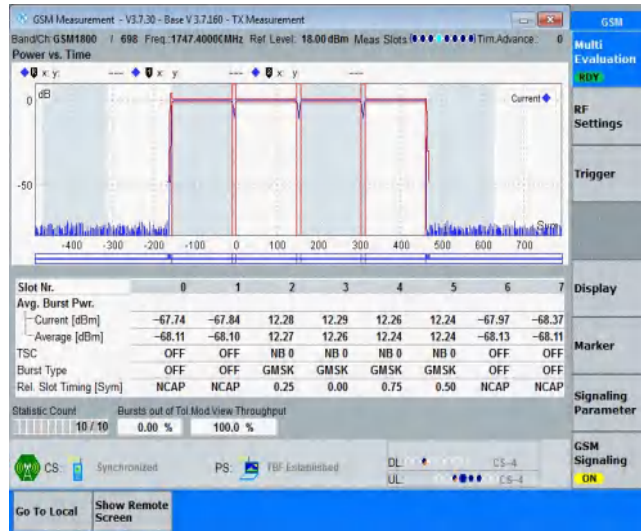 GSM Measurement - V3.7.30 - Base V 3.7.160 - TX Measurement
GSM
Band/Ch: GSM1800 / 698 Freq.: 1747.4000 MHz Ref. Level: 18.00 dBm Meas Slots: Tim.Advance: 0
Multi Evaluation
RDY
Power vs. Time
x: y: --- x: y --- x: y ---
dB
Current
0
-50
Sym
-400 -300 -200 -100 0 100 200 300 400 500 600 700
RF Settings
Trigger
Slot Nr. 0 1 2 3 4 5 6 7
Avg. Burst Pwr.
Current [dBm] -67.74 -67.84 12.28 12.29 12.26 12.24 -67.97 -68.37
Average [dBm] -68.11 -68.10 12.27 12.26 12.24 12.24 -68.13 -68.11
TSC OFF OFF NB 0 NB 0 NB 0 NB 0 OFF OFF
Burst Type OFF OFF GMSK GMSK GMSK GMSK OFF OFF
Rel. Slot Timing [Sym] NCAP NCAP 0.25 0.00 0.75 0.50 NCAP NCAP
Display
Marker
Signaling Parameter
Statistic Count Bursts out of Tol. Mod.View Throughput
10 / 10 0.00 % 100.0 %
CS: Synchronized PS: TBF Established DL: CS-4
UL: CS-4
GSM Signaling
ON
Go To Local
Show Remote Screen